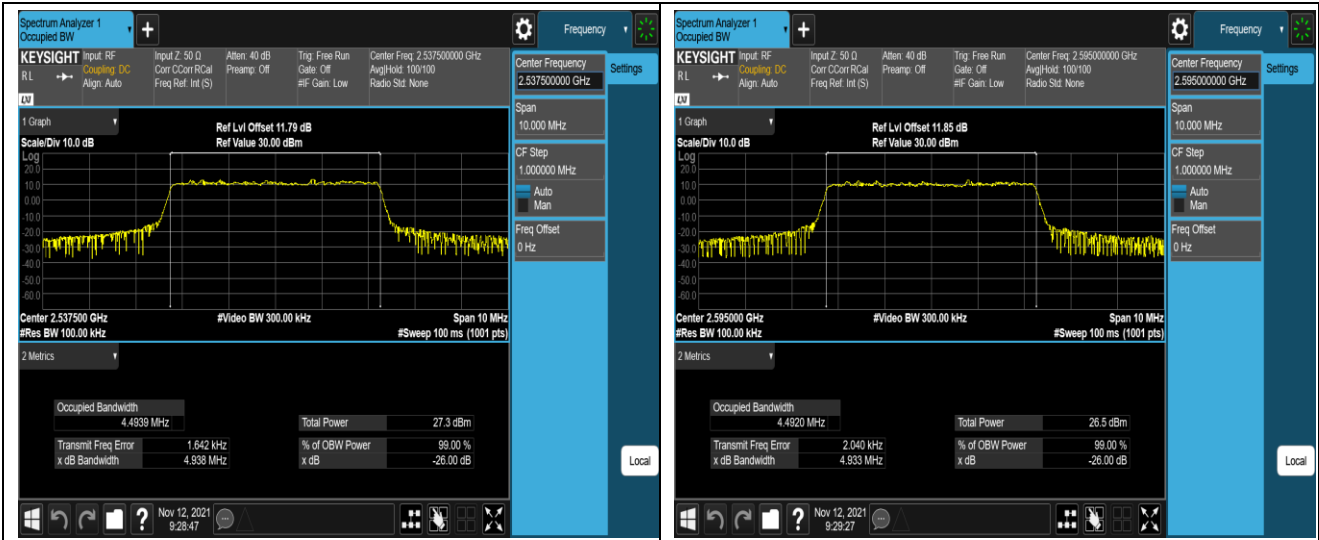 Spectrum Analyzer 1
Occupied BW
+
Frequency
KEYSIGHT
Input: RF
Input Z: 50 Ω
Atten: 40 dB
Trig: Free Run
Center Freq: 2.537500000 GHz
R L
Coupling: DC
Corr CCorr RCal
Preamp: Off
Gate: Off
Avg|Hold: 100/100
Align: Auto
Freq Ref: Int (S)
#IF Gain: Low
Radio Std: None
LXI
Center Frequency
2.537500000 GHz
Settings
Span
10.000 MHz
CF Step
1.000000 MHz
Auto
Man
Freq Offset
0 Hz
Local
1 Graph
Ref Lvl Offset 11.79 dB
Scale/Div 10.0 dB
Ref Value 30.00 dBm
Log
20.0
10.0
0.00
-10.0
-20.0
-30.0
-40.0
-50.0
-60.0
Center 2.537500 GHz
#Video BW 300.00 kHz
Span 10 MHz
#Res BW 100.00 kHz
#Sweep 100 ms (1001 pts)
2 Metrics
Occupied Bandwidth
4.4939 MHz
Total Power 27.3 dBm
Transmit Freq Error 1.642 kHz
% of OBW Power 99.00 %
x dB Bandwidth 4.938 MHz
x dB -26.00 dB
?
Nov 12, 2021
9:28:47
Spectrum Analyzer 1
Occupied BW
+
Frequency
KEYSIGHT
Input: RF
Input Z: 50 Ω
Atten: 40 dB
Trig: Free Run
Center Freq: 2.595000000 GHz
R L
Coupling: DC
Corr CCorr RCal
Preamp: Off
Gate: Off
Avg|Hold: 100/100
Align: Auto
Freq Ref: Int (S)
#IF Gain: Low
Radio Std: None
LXI
Center Frequency
2.595000000 GHz
Settings
Span
10.000 MHz
CF Step
1.000000 MHz
Auto
Man
Freq Offset
0 Hz
Local
1 Graph
Ref Lvl Offset 11.85 dB
Scale/Div 10.0 dB
Ref Value 30.00 dBm
Log
20.0
10.0
0.00
-10.0
-20.0
-30.0
-40.0
-50.0
-60.0
Center 2.595000 GHz
#Video BW 300.00 kHz
Span 10 MHz
#Res BW 100.00 kHz
#Sweep 100 ms (1001 pts)
2 Metrics
Occupied Bandwidth
4.4920 MHz
Total Power 26.5 dBm
Transmit Freq Error 2.040 kHz
% of OBW Power 99.00 %
x dB Bandwidth 4.933 MHz
x dB -26.00 dB
?
Nov 12, 2021
9:29:27